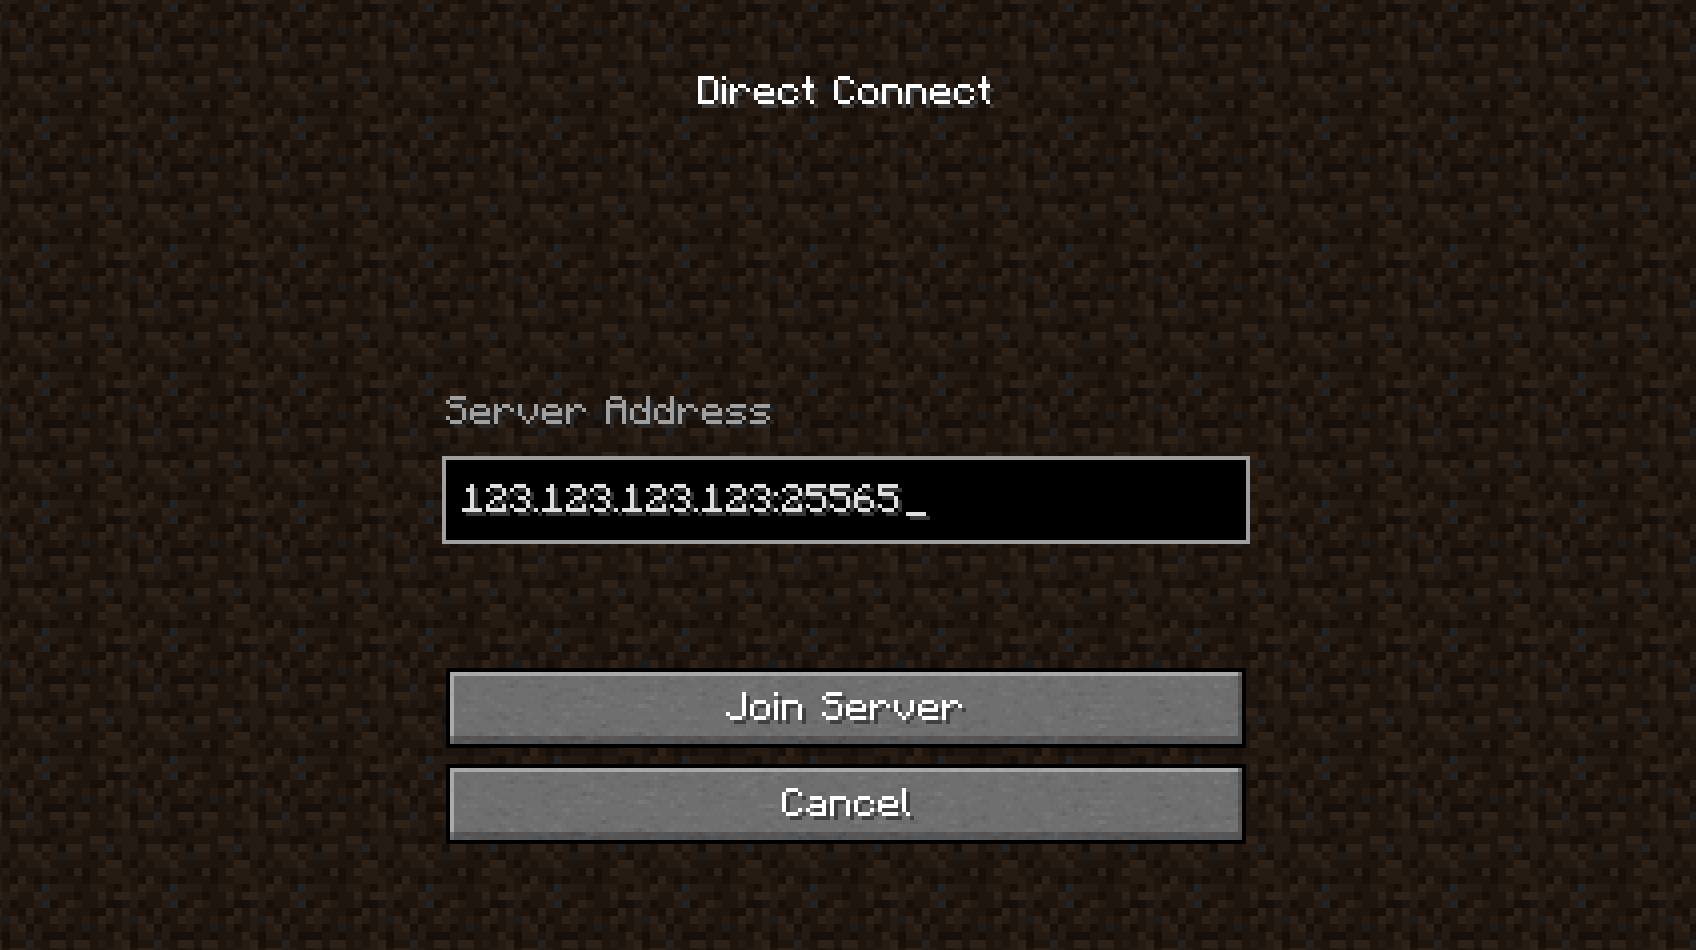 Direct Connect
Server Address
123.123.123.123:25565_
Join Server
Cancel